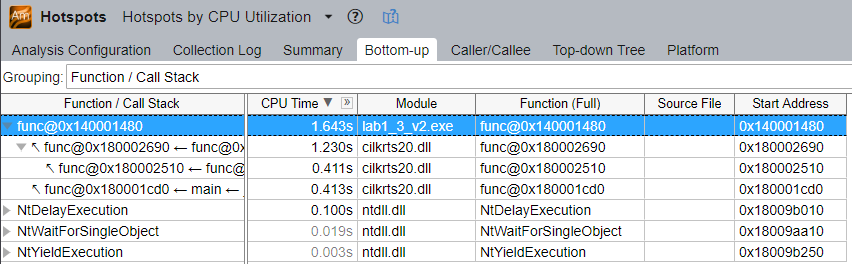 Am Hotspots Hotspots by CPU Utilization
Analysis Configuration Collection Log Summary Bottom-up Caller/Callee Top-down Tree Platform
Grouping: Function / Call Stack
Function / Call Stack CPU Time Module Function (Full) Source File Start Address
func@0x140001480 1.643s lab1_3_v2.exe func@0x140001480 0x140001480
func@0x180002690 ← func@0x 1.230s cilkrts20.dll func@0x180002690 0x180002690
func@0x180002510 ← func@ 0.411s cilkrts20.dll func@0x180002510 0x180002510
func@0x180001cd0 ← main ← 0.413s cilkrts20.dll func@0x180001cd0 0x180001cd0
NtDelayExecution 0.100s ntdll.dll NtDelayExecution 0x18009b010
NtWaitForSingleObject 0.019s ntdll.dll NtWaitForSingleObject 0x18009aa10
NtYieldExecution 0.003s ntdll.dll NtYieldExecution 0x18009b250